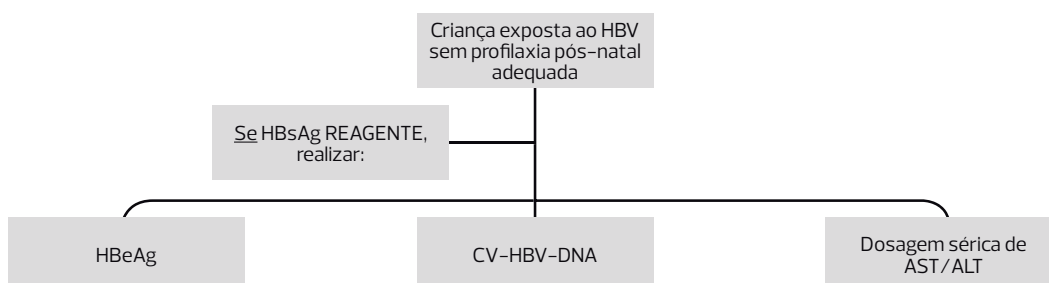 Criança exposta ao HBV
sem profilaxia pós-natal
adequada
Se HBsAg REAGENTE,
realizar:
HBeAg
CV-HBV-DNA
Dosagem sérica de
AST/ALT